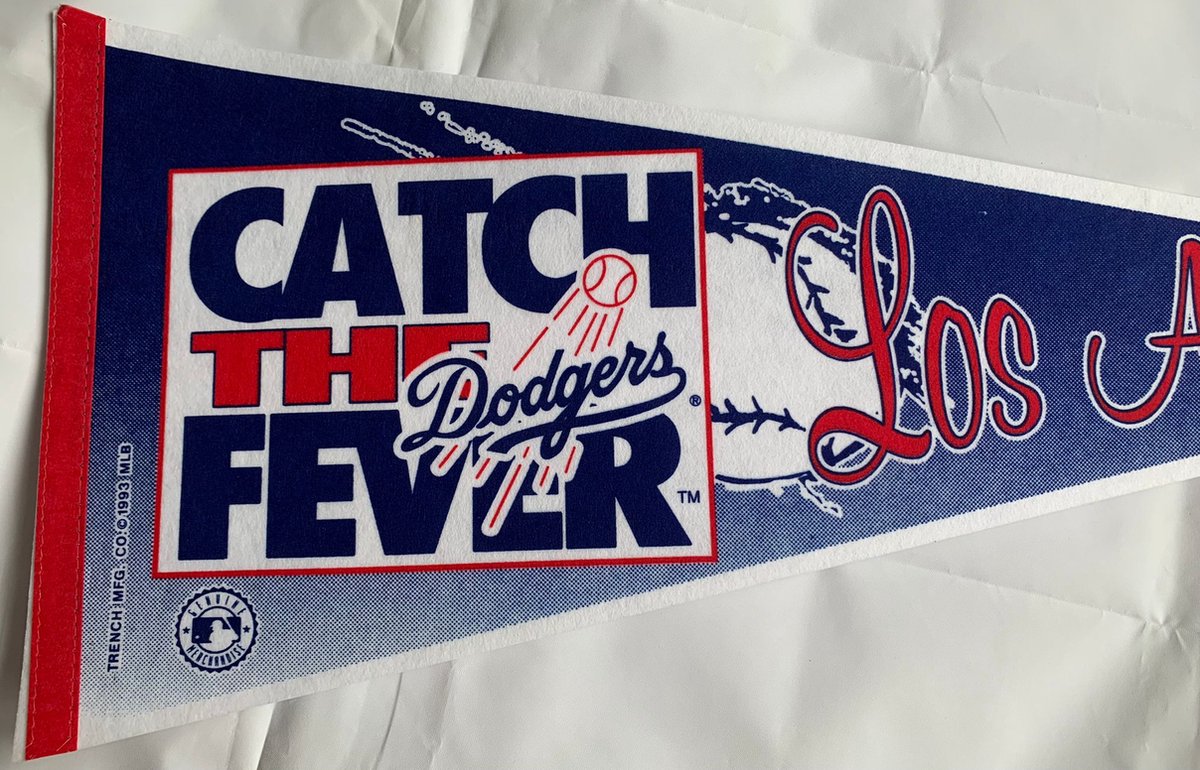 CATCH
THE
FEVER
Dodgers®
TM
Los A
TRENCH MFG. CO © 1993 MLB
GENUINE
MERCHANDISE